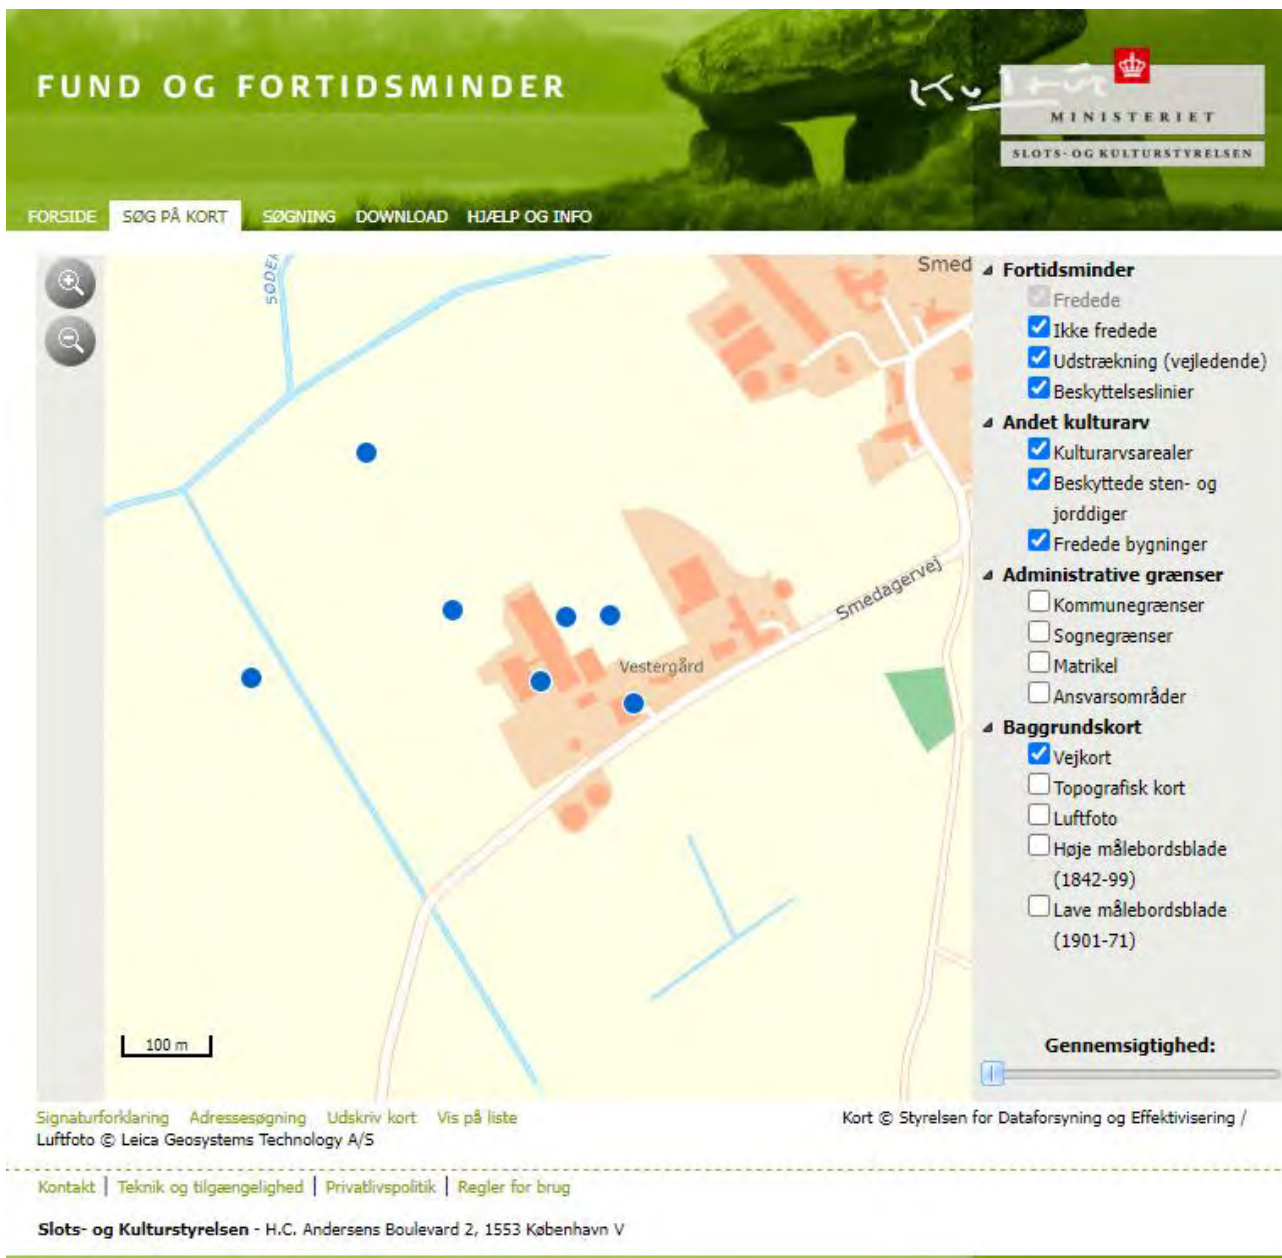 FUND OG FORTIDSMINDER
Kultur
MINISTERIET
SLOTS- OG KULTURSTYRELSEN
FORSIDE SØG PÅ KORT SØGNING DOWNLOAD HJÆLP OG INFO
Smed
Smedagervej
Vestergård
100 m
Fortidsminder
Fredede
Ikke fredede
Udstrækning (vejledende)
Beskyttelseslinier
Andet kulturarv
Kulturarvsarealer
Beskyttede sten- og
jorddiger
Fredede bygninger
Administrative grænser
Kommunegrænser
Sognegrænser
Matrikel
Ansvarsområder
Baggrundskort
Vejkort
Topografisk kort
Luftfoto
Høje målebordsblade
(1842-99)
Lave målebordsblade
(1901-71)
Gennemsigtighed:
Signaturforklaring Adressesøgning Udskriv kort Vis på liste
Kort © Styrelsen for Dataforsyning og Effektivisering /
Luftfoto © Leica Geosystems Technology A/S
Kontakt | Teknik og tilgængelighed | Privatlivspolitik | Regler for brug
Slots- og Kulturstyrelsen - H.C. Andersens Boulevard 2, 1553 København V